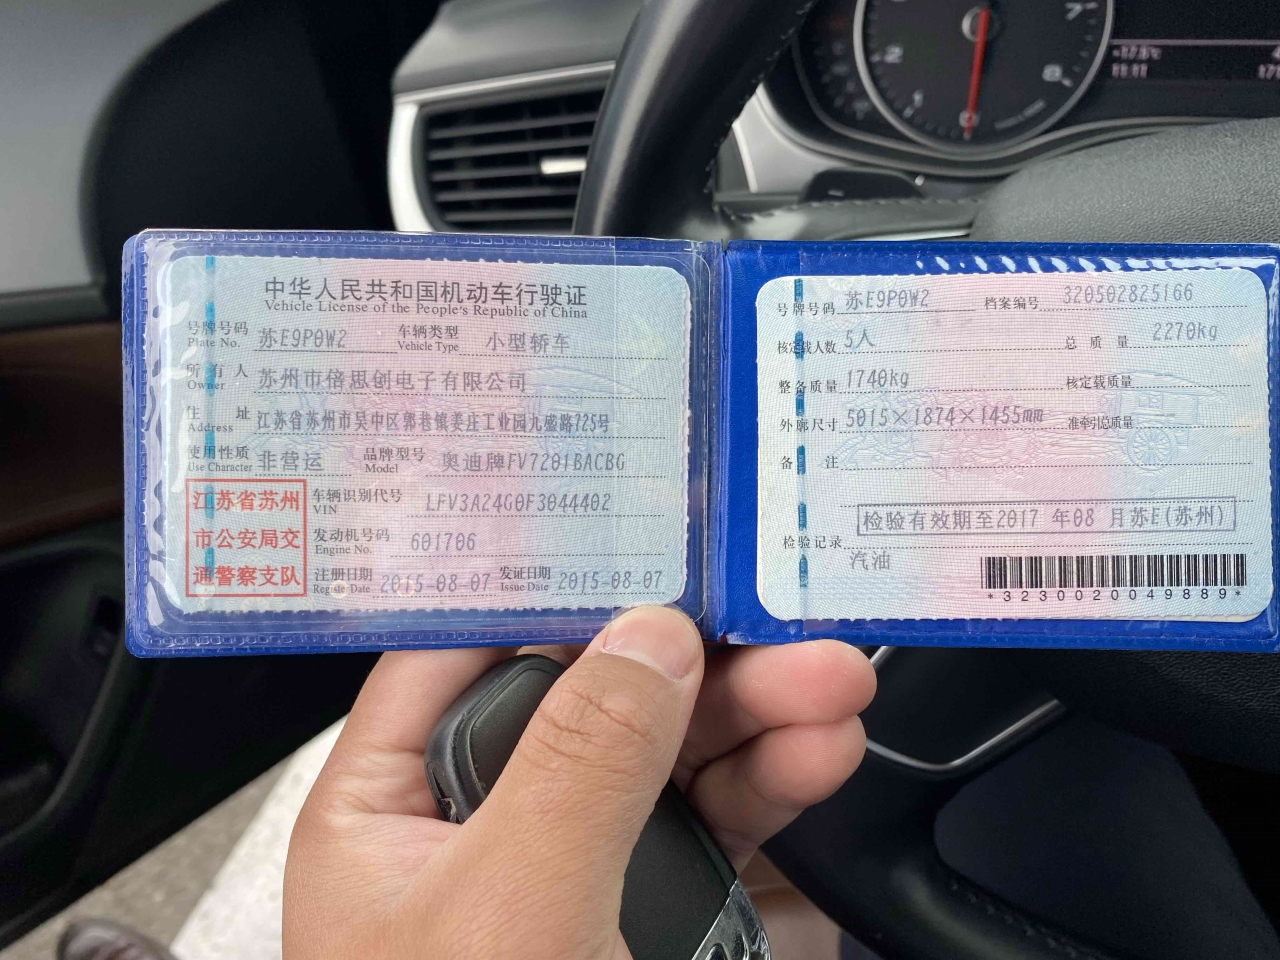 中华人民共和国机动车行驶证
Vehicle License of the People's Republic of China
号牌号码 苏E9P0W2 车辆类型 小型轿车
Plate No. Vehicle Type
所有人 苏州市倍思创电子有限公司
Owner
住址 江苏省苏州市吴中区郭巷镇姜庄工业园九盛路725号
Address
使用性质 非营运 品牌型号 奥迪牌FV7201BACBG
Use Character Model
江苏省苏州
市公安局交
通警察支队
车辆识别代号 LFV3A24G0F3044402
VIN
发动机号码 601706
Engine No.
注册日期 2015-08-07 发证日期 2015-08-07
Register Date Issue Date
号牌号码 苏E9P0W2 档案编号 320502825166
核定载人数 5人 总质量 2270kg
整备质量 1740kg 核定载质量
外廓尺寸 5015×1874×1455mm 准牵引总质量
备注
检验有效期至2017 年08 月苏E(苏州)
检验记录
汽油
*3230020049889*
1
2
7
8